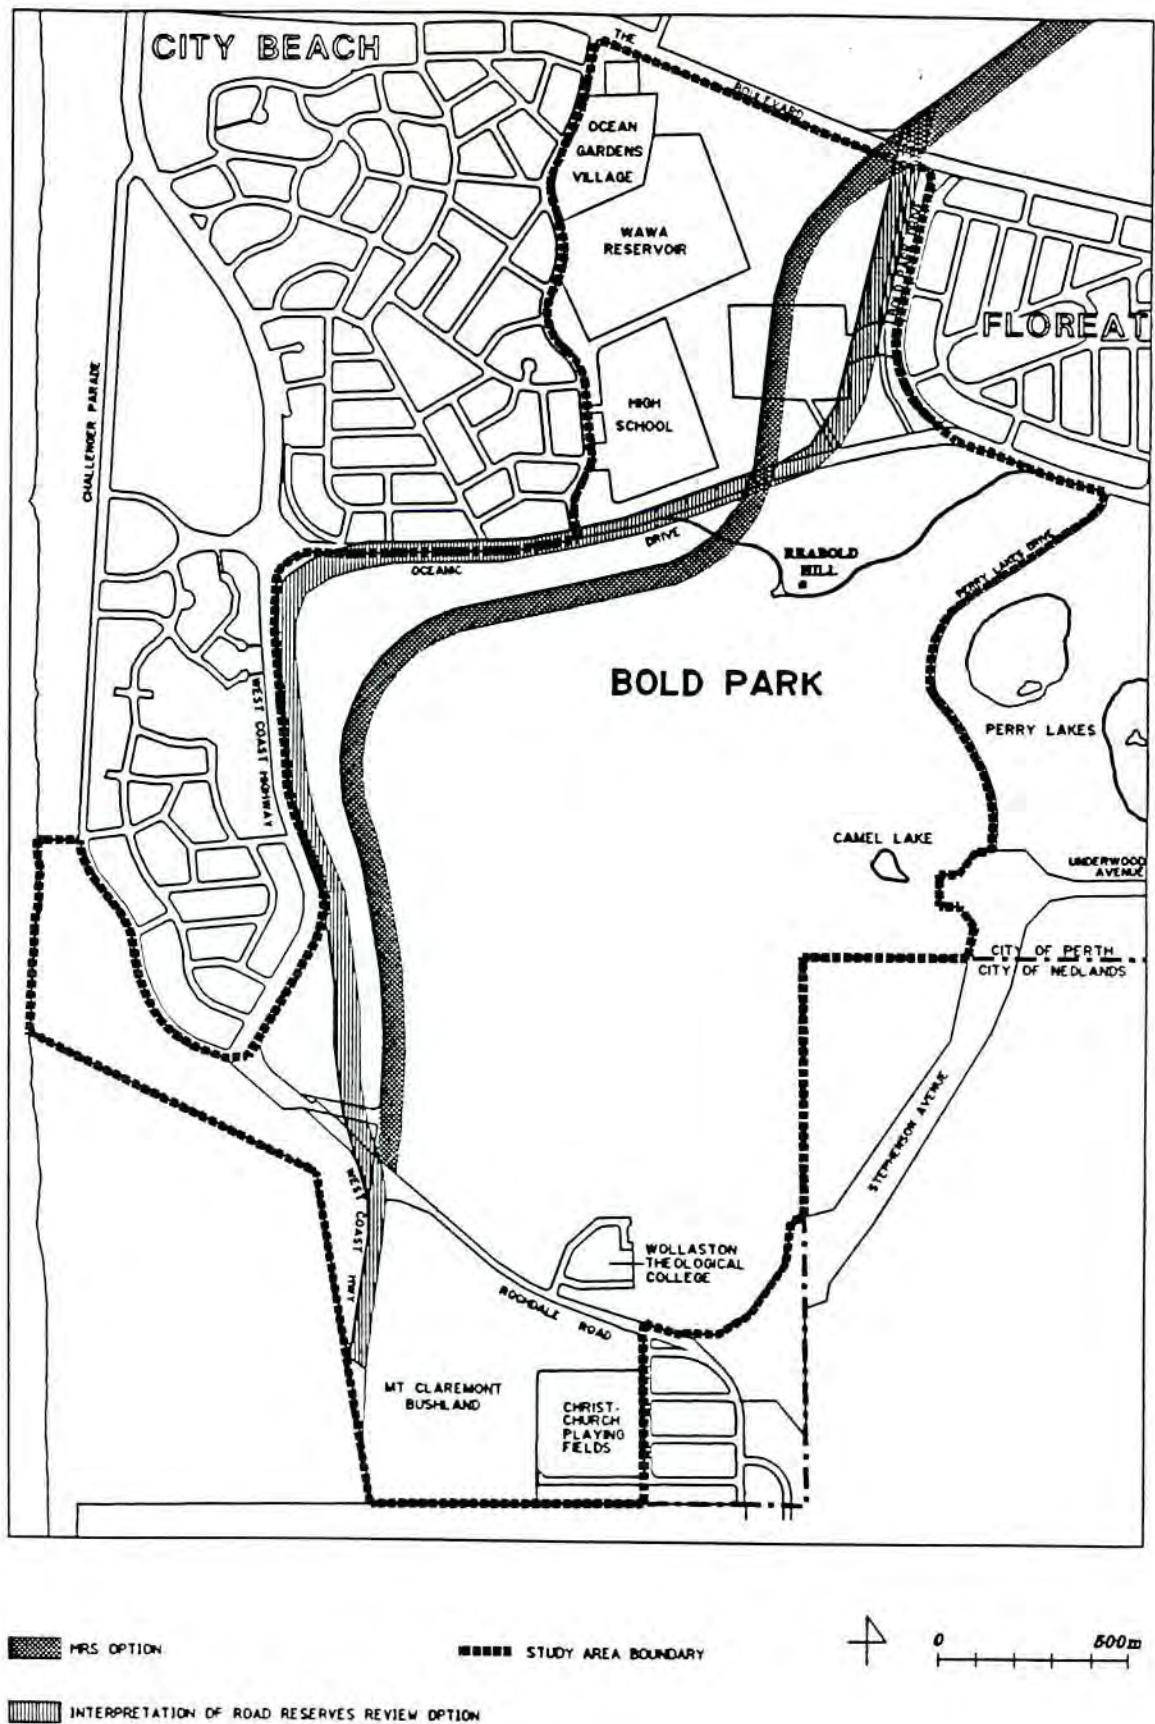 CITY BEACH
THE
BOULEVARD
OCEAN
GARDENS
VILLAGE
WAWA
RESERVOIR
FLOREAT
CHALLENGER PARADE
HIGH
SCHOOL
DRIVE
OCEANIC
REABOLD
HILL
PERRY LAKES DRIVE
BOLD PARK
WEST COAST HIGHWAY
PERRY LAKES
CAMEL LAKE
UNDERWOOD
AVENUE
CITY OF PERTH
CITY OF NEDLANDS
STEPHENSON AVENUE
WEST COAST HWY
WOLLASTON
THEOLOGICAL
COLLEGE
ROCHDALE ROAD
MT CLAREMONT
BUSHLAND
CHRIST-
CHURCH
PLAYING
FIELDS
MRS OPTION
STUDY AREA BOUNDARY
0 500m
INTERPRETATION OF ROAD RESERVES REVIEW OPTION